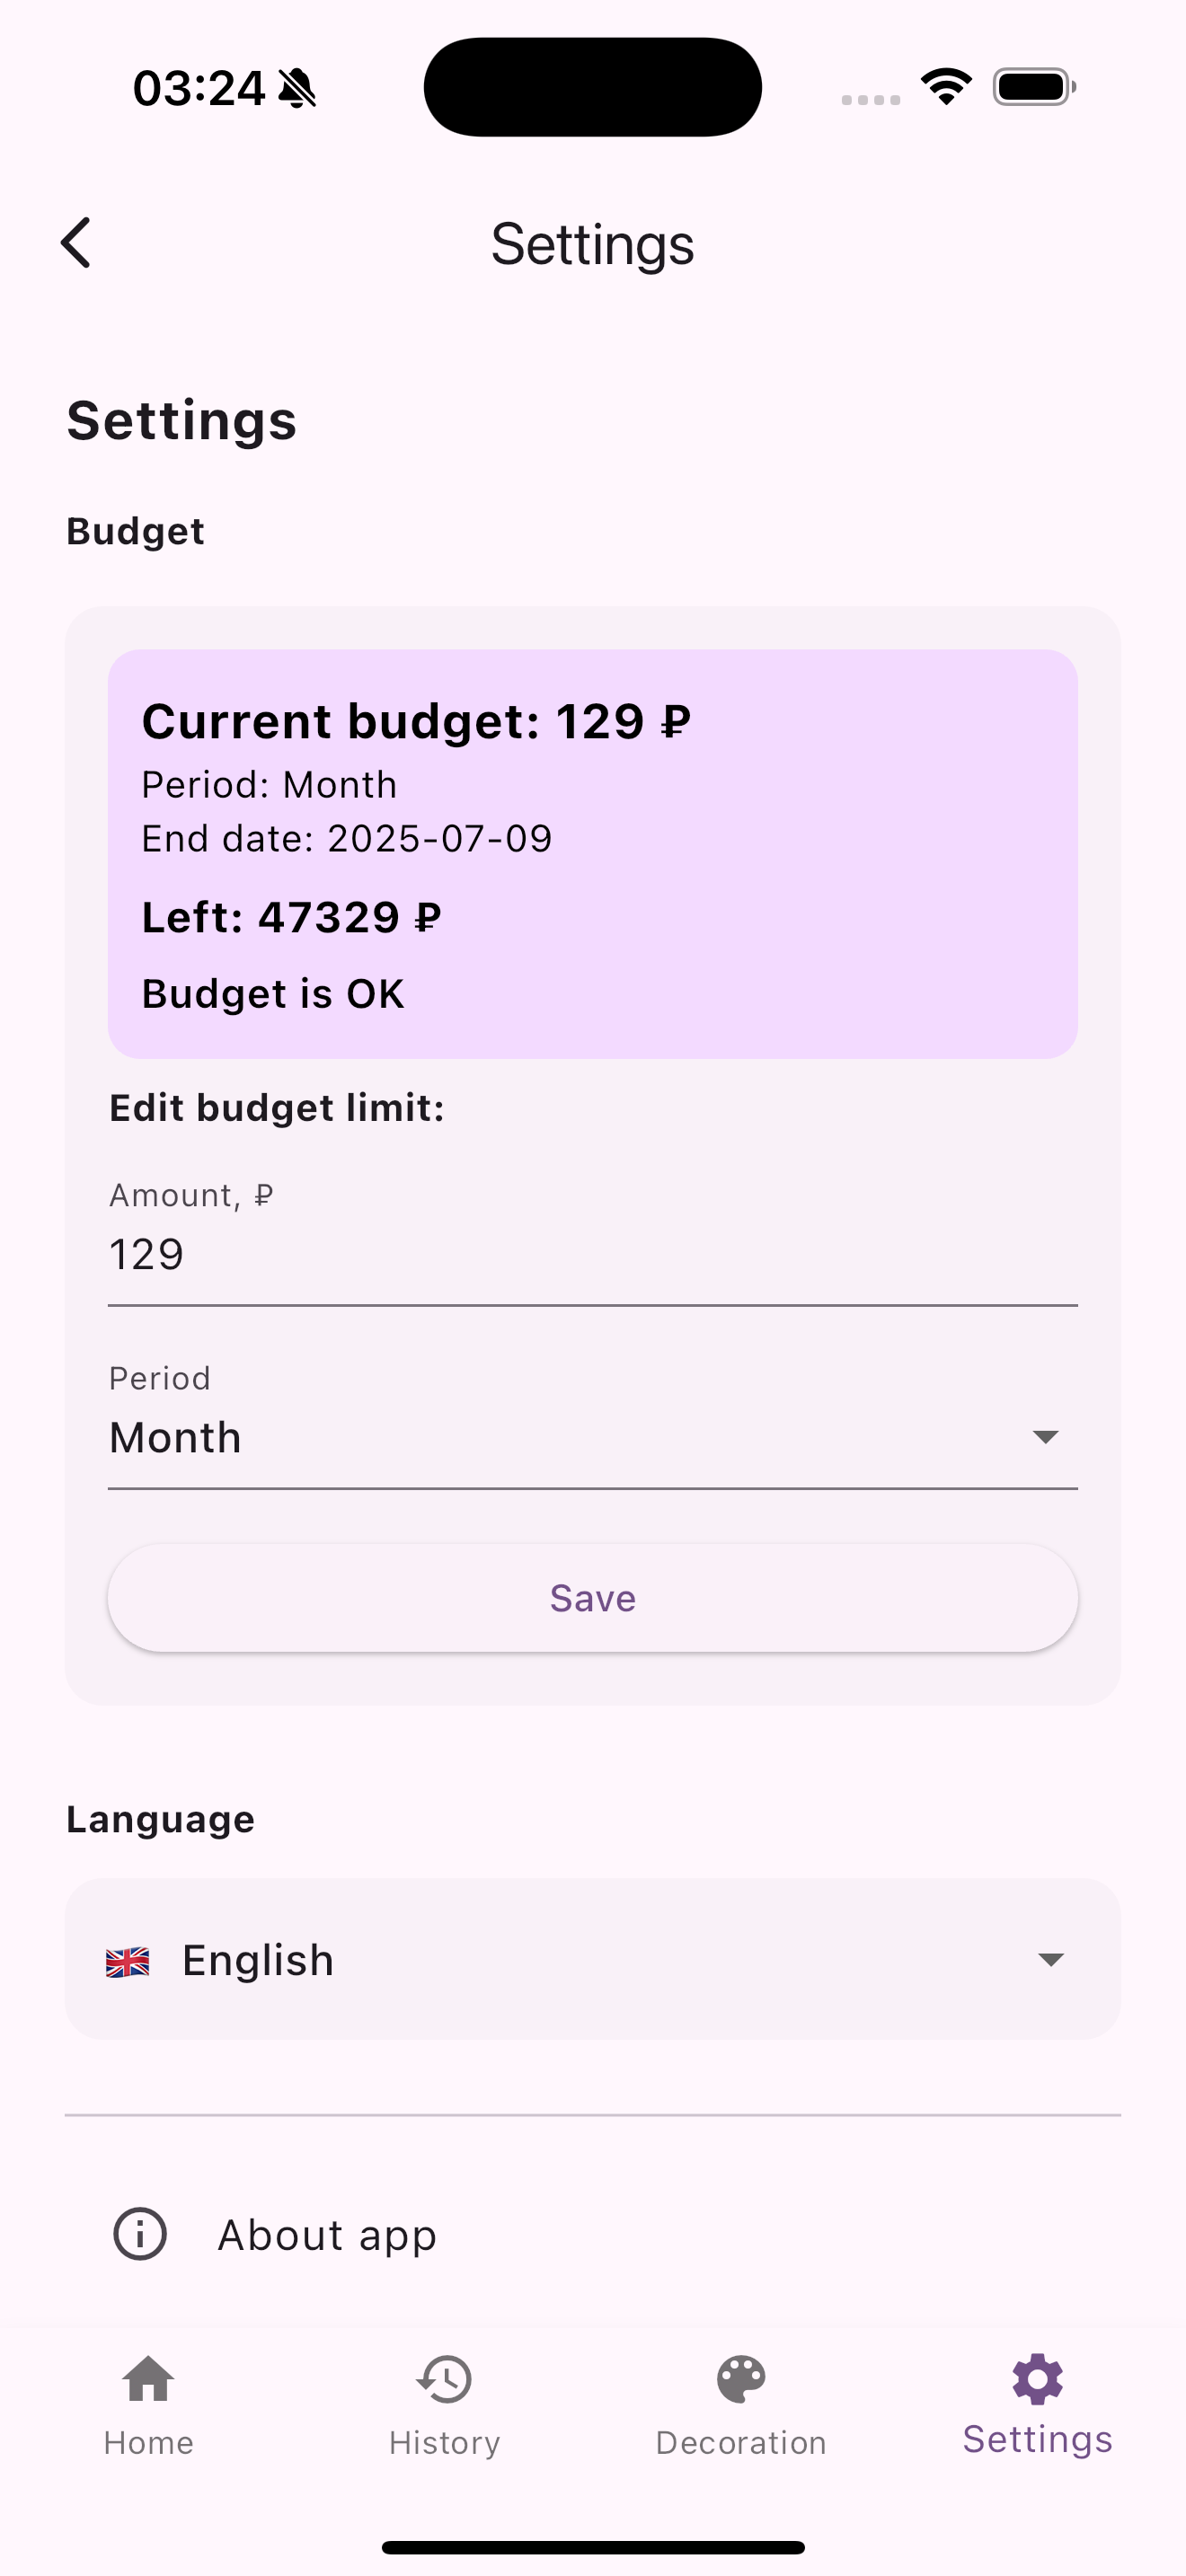 03:24
Settings
Settings
Budget
Current budget: 129 ₽
Period: Month
End date: 2025-07-09
Left: 47329 ₽
Budget is OK
Edit budget limit:
Amount, ₽
129
Period
Month
Save
Language
English
About app
Home
History
Decoration
Settings